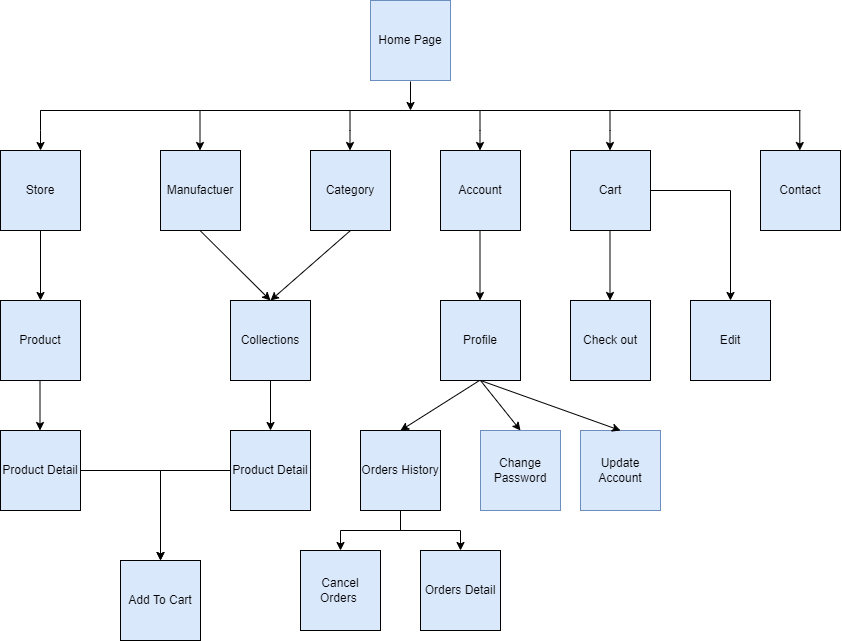 Home Page
Store
Manufactuer
Category
Account
Cart
Contact
Product
Collections
Profile
Check out
Edit
Product Detail
Product Detail
Orders History
Change
Password
Update
Account
Add To Cart
Cancel
Orders
Orders Detail